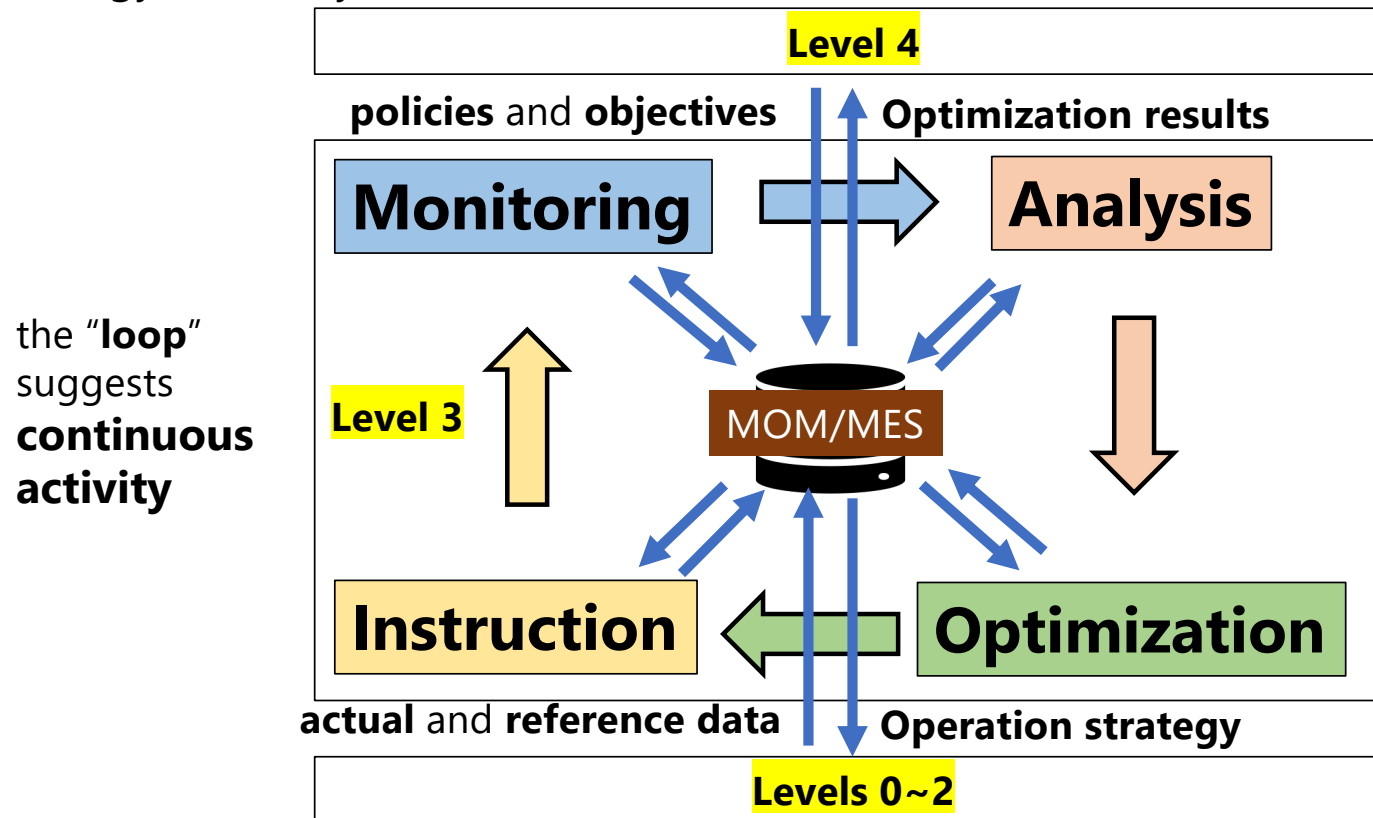 Level 4
policies and objectives
Optimization results
Monitoring
Analysis
the “loop”
suggests
continuous
activity
Level 3
MOM/MES
Instruction
Optimization
actual and reference data
Operation strategy
Levels 0~2